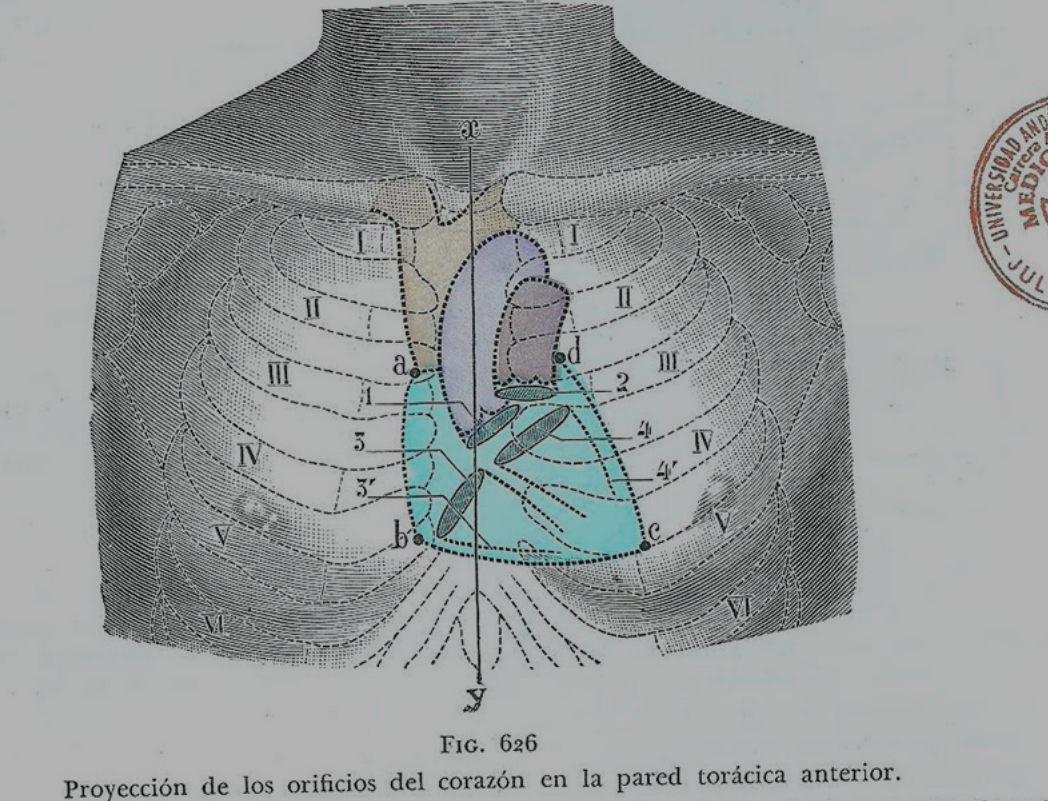 x
I I
II II
a d
III III
1 2
3 4
IV IV
3' 4'
V V
b c
VI VI
y
FIG. 626
Proyección de los orificios del corazón en la pared torácica anterior.
UNIVERSIDAD AND
Carrera
MEDIC
JUL